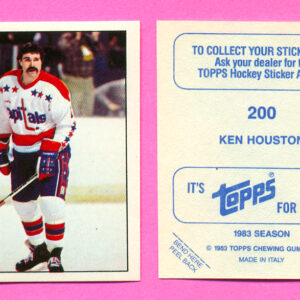 Capitals
TO COLLECT YOUR STICK
Ask your dealer for t
TOPPS Hockey Sticker A
200
KEN HOUSTON
IT'S
TOPPS
FOR
1983 SEASON
BEND HERE
PEEL BACK
© 1983 TOPPS CHEWING GUM
MADE IN ITALY